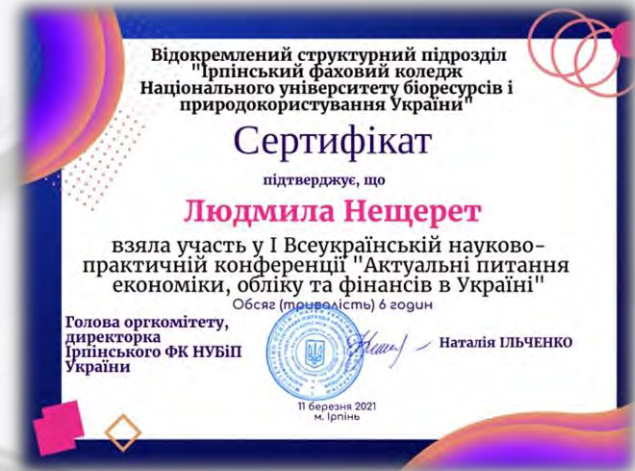 Відокремлений структурний підрозділ
"Ірпінський фаховий коледж
Національного університету біоресурсів і
природокористування України"
Сертифікат
підтверджує, що
Людмила Нещерет
взяла участь у І Всеукраїнській науково-
практичній конференції "Актуальні питання
економіки, обліку та фінансів в Україні"
Обсяг (тривалість) 6 годин
Голова оргкомітету,
директорка
Ірпінського ФК НУБіП
України
Наталія ІЛЬЧЕНКО
11 березня 2021
м. Ірпінь